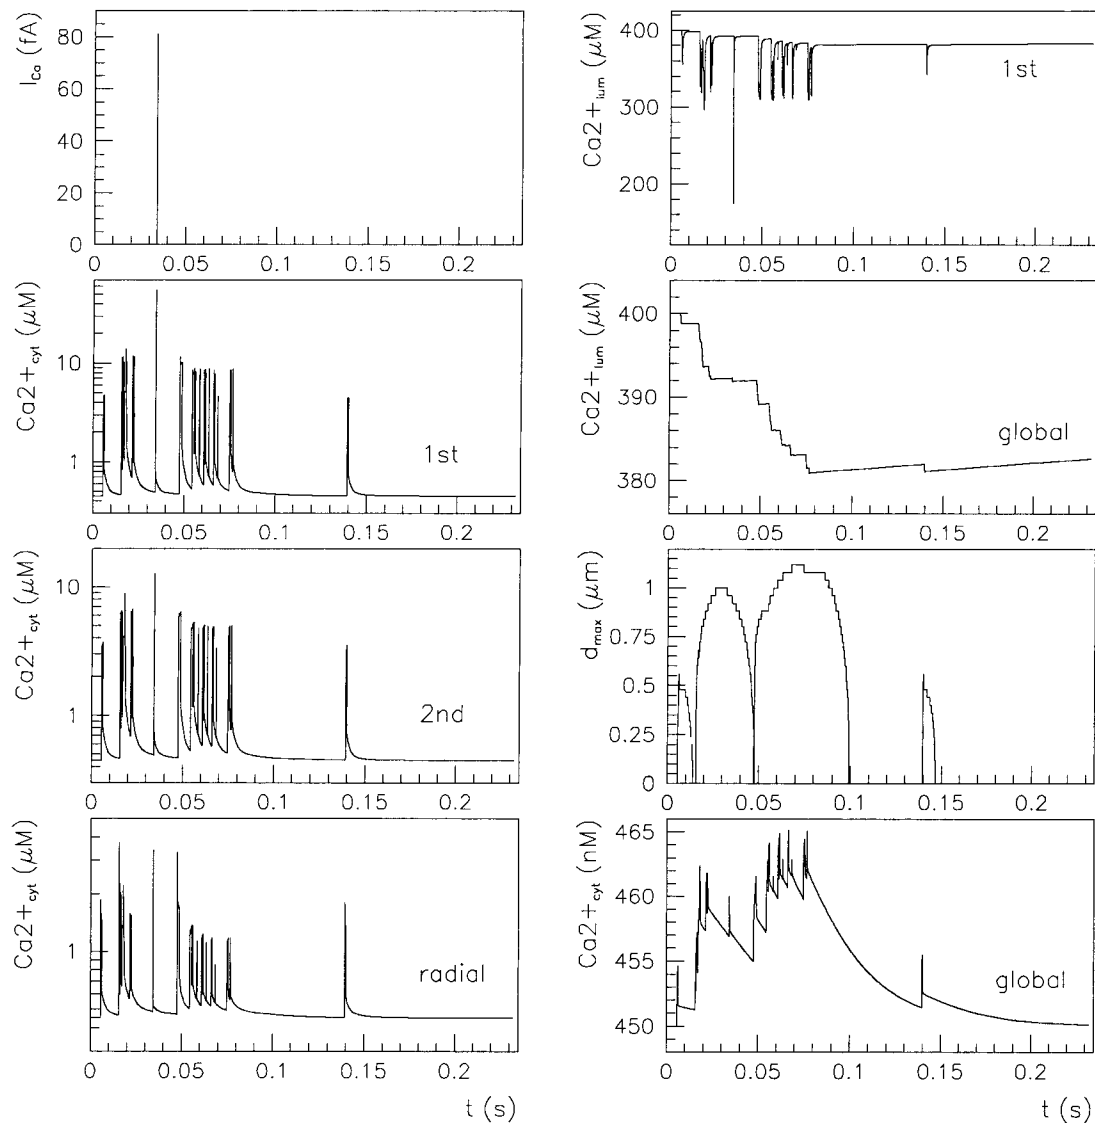 I_Ca (fA)
80
60
40
20
0
0 0.05 0.1 0.15 0.2
Ca2+_lum (μM)
400
300
200
1st
0 0.05 0.1 0.15 0.2
Ca2+_cyt (μM)
10
1
1st
0 0.05 0.1 0.15 0.2
Ca2+_lum (μM)
400
390
380
global
0 0.05 0.1 0.15 0.2
Ca2+_cyt (μM)
10
1
2nd
0 0.05 0.1 0.15 0.2
d_max (μm)
1
0.75
0.5
0.25
0
0 0.05 0.1 0.15 0.2
Ca2+_cyt (μM)
1
radial
0 0.05 0.1 0.15 0.2
t (s)
Ca2+_cyt (nM)
465
460
455
450
global
0 0.05 0.1 0.15 0.2
t (s)